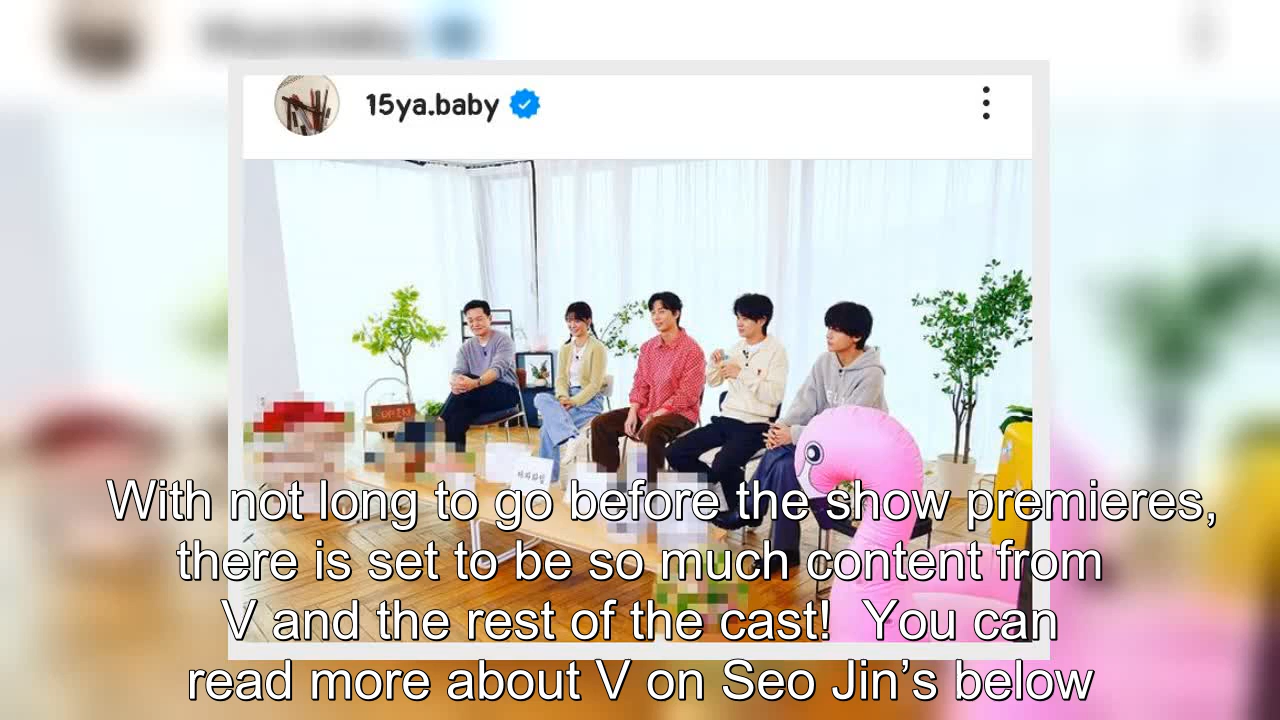 15ya.baby
OPEN
With not long to go before the show premieres,
there is set to be so much content from
V and the rest of the cast!  You can
read more about V on Seo Jin’s below